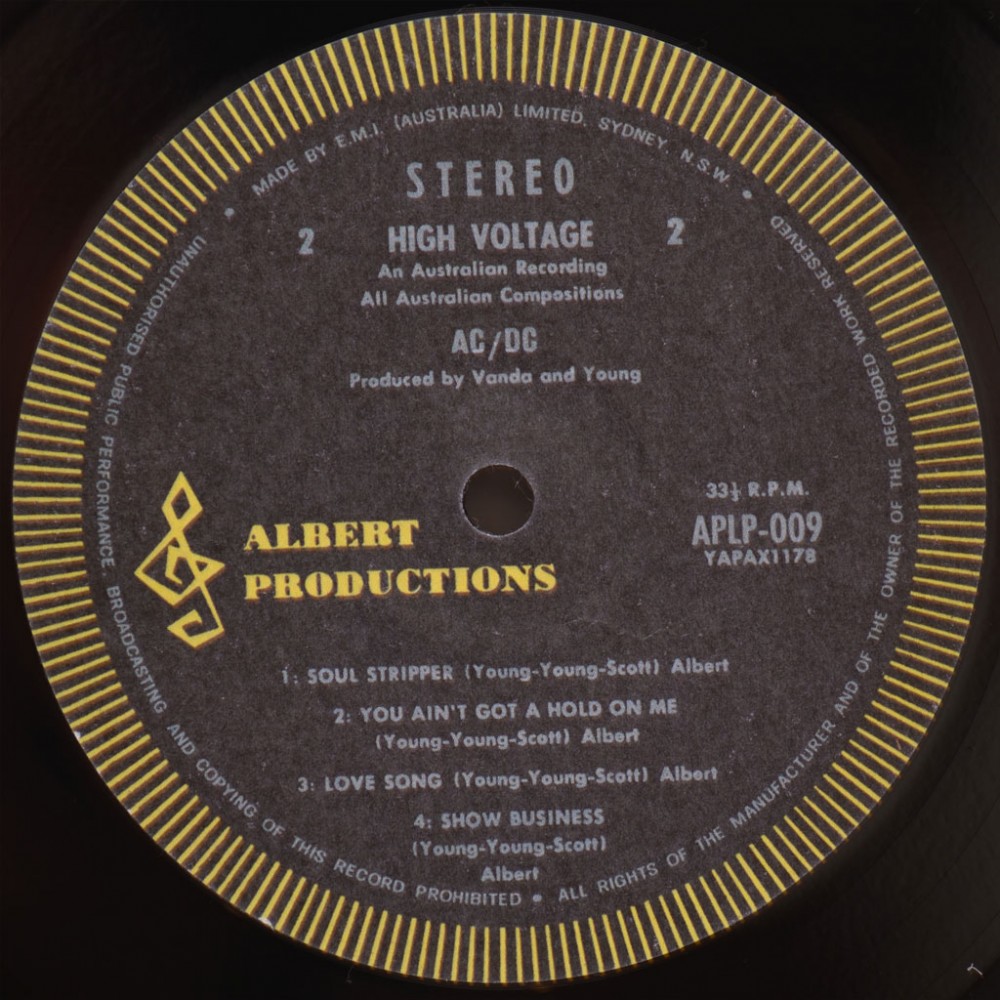 MADE BY E.M.I. (AUSTRALIA) LIMITED. SYDNEY. N.S.W.
STEREO
2 HIGH VOLTAGE 2
An Australian Recording
All Australian Compositions
AC/DC
Produced by Vanda and Young
33⅓ R.P.M.
APLP-009
YAPAX1178
ALBERT
PRODUCTIONS
1: SOUL STRIPPER (Young-Young-Scott) Albert
2: YOU AIN'T GOT A HOLD ON ME
(Young-Young-Scott) Albert
3: LOVE SONG (Young-Young-Scott) Albert
4: SHOW BUSINESS
(Young-Young-Scott)
Albert
UNAUTHORISED PUBLIC PERFORMANCE, BROADCASTING AND COPYING OF THIS RECORD PROHIBITED • ALL RIGHTS OF THE MANUFACTURER AND OF THE OWNER OF THE RECORDED WORK RESERVED